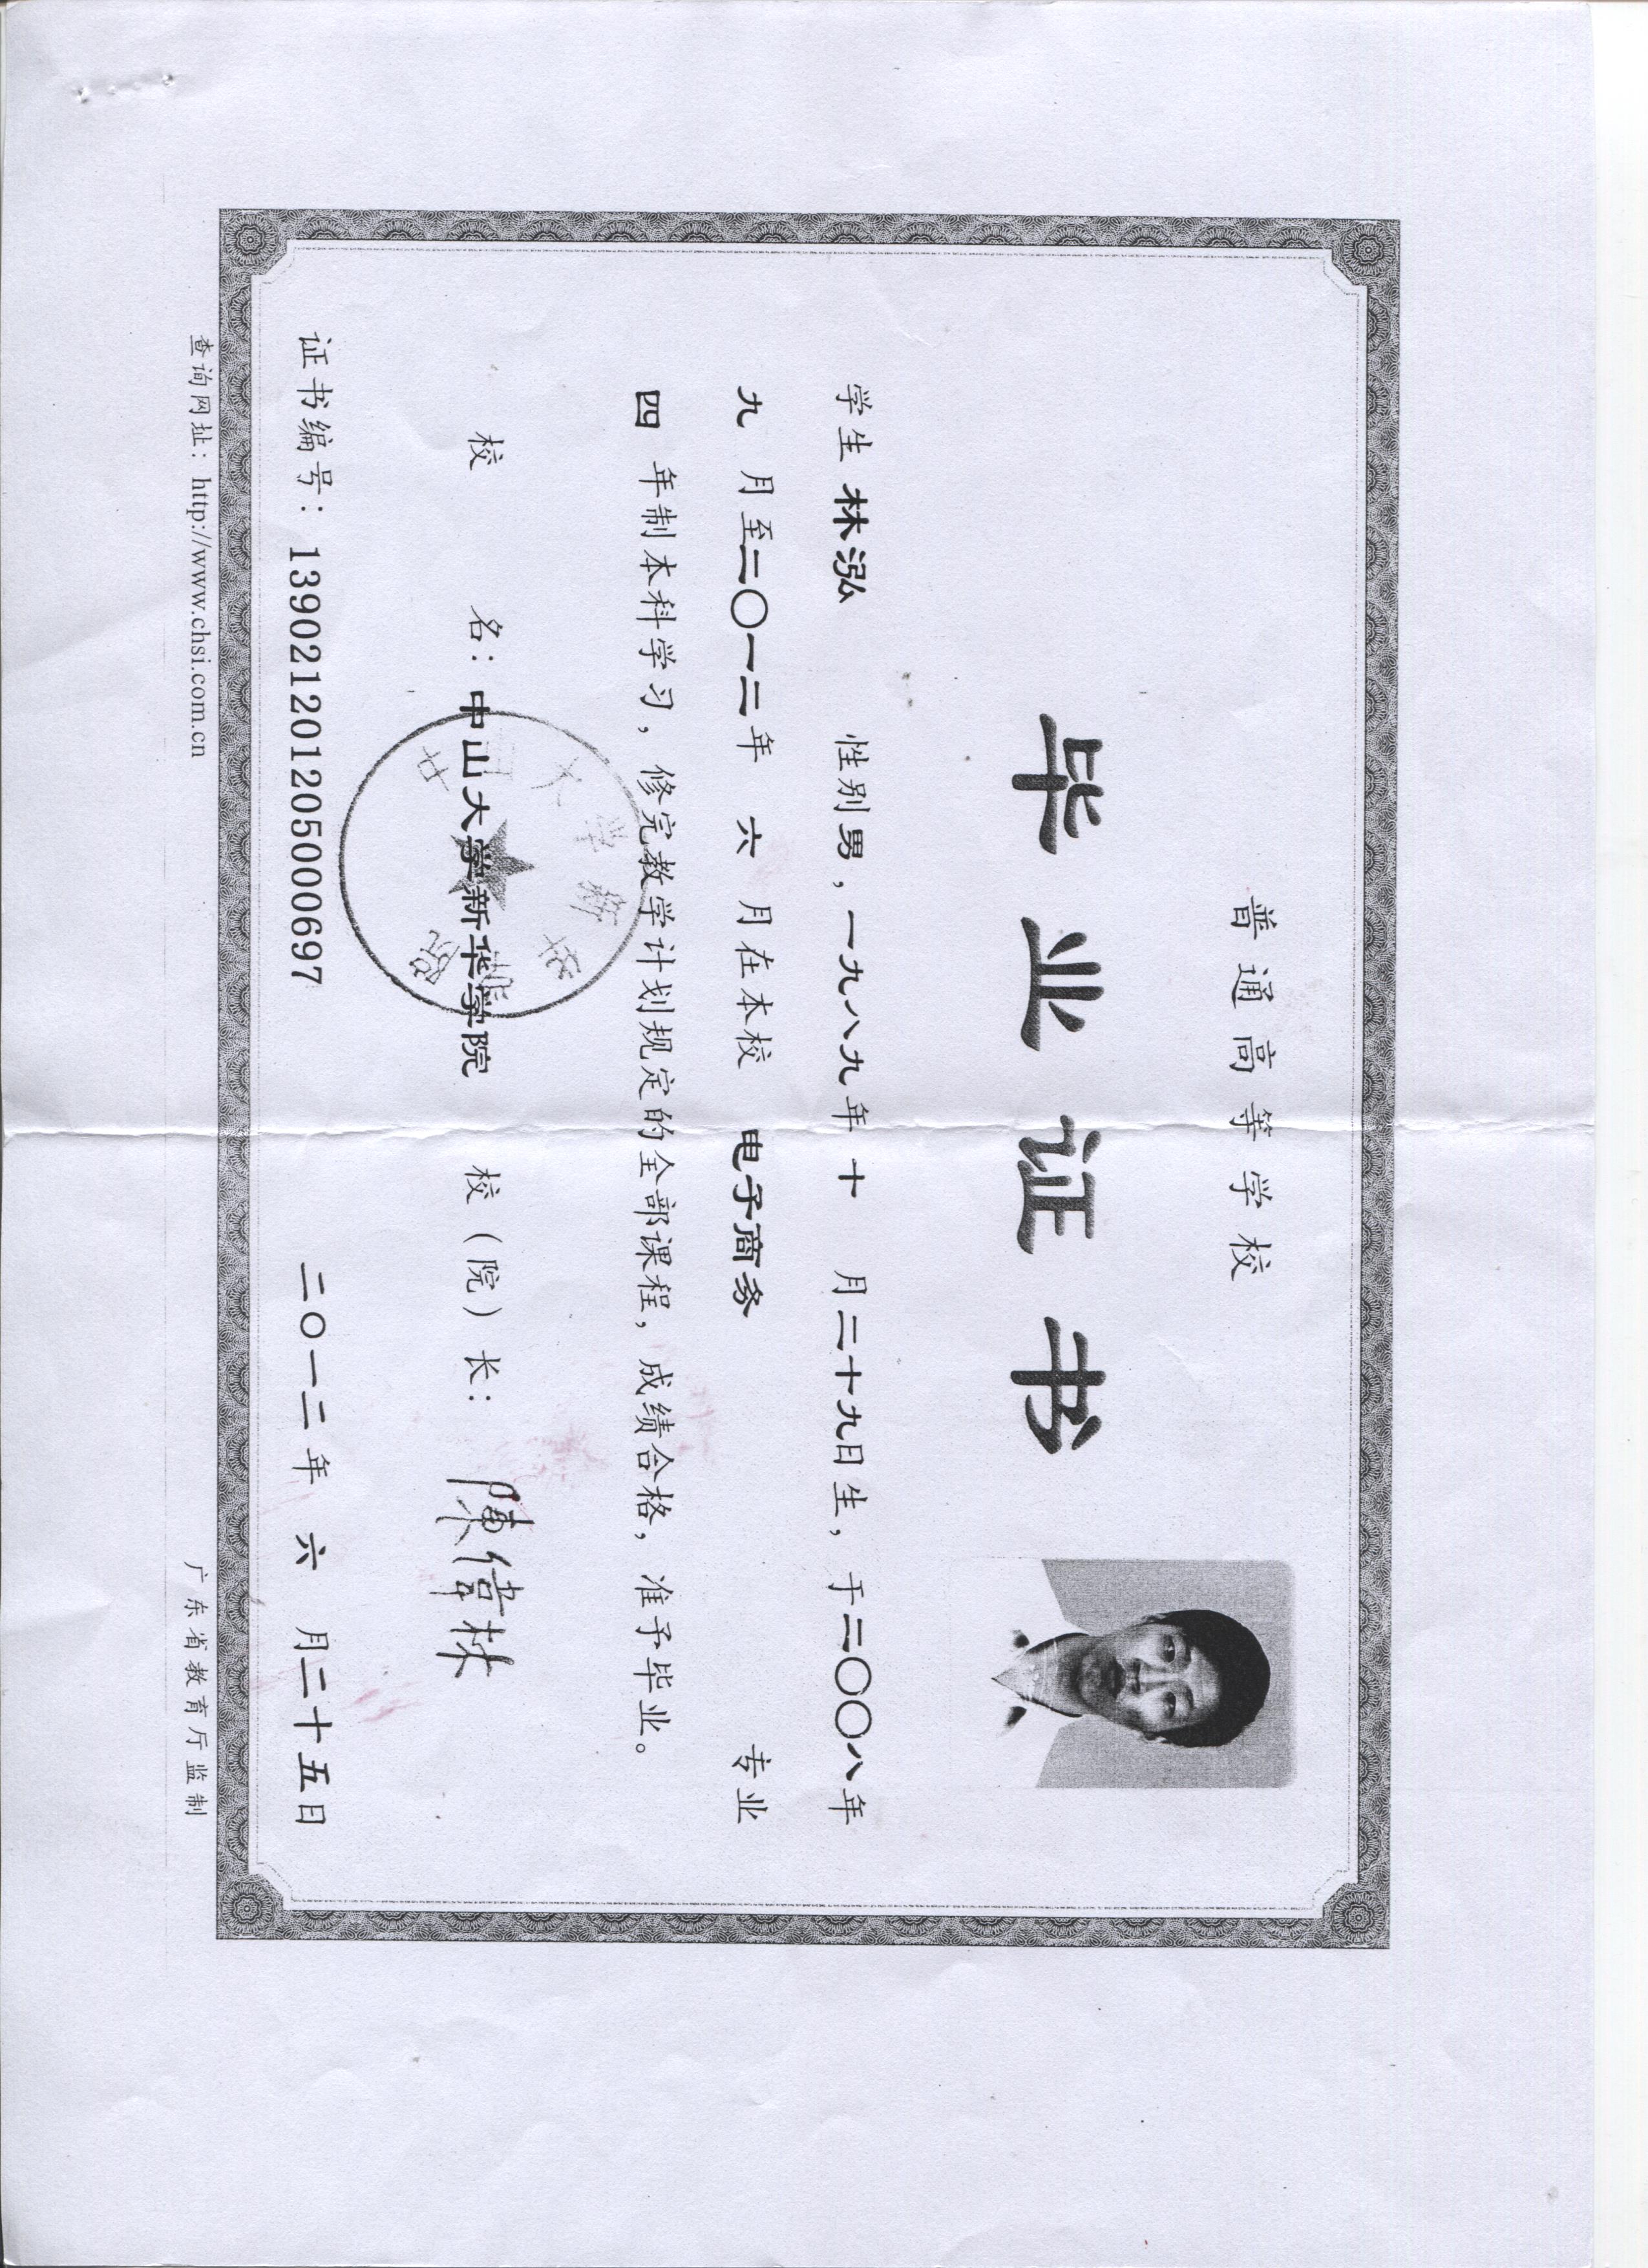 普通高等学校
毕业证书
学生 林泓 性别男，一九八九年 十 月二十九日生，于二〇〇八年
九 月至二〇一二年 六 月在本校 电子商务 专业
四 年制本科学习，修完教学计划规定的全部课程，成绩合格，准予毕业。
校 名：中山大学新华学院 校（院）长：陳偉林
证书编号：139021201205000697 二〇一二年 六 月二十五日
查询网址：http://www.chsi.com.cn 广东省教育厅监制